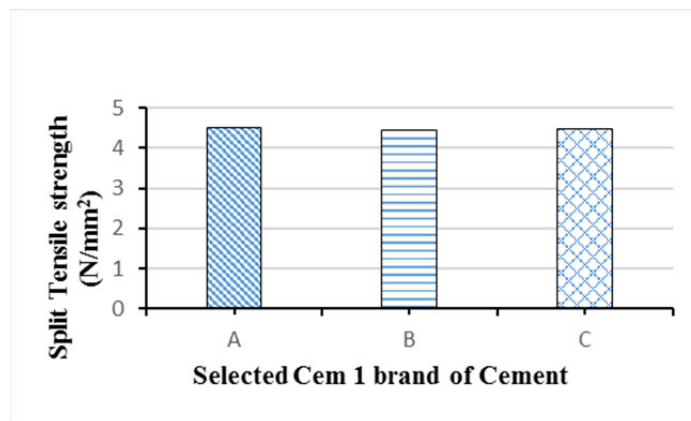 Split Tensile strength
(N/mm²)
5
4
3
2
1
0
A B C
Selected Cem 1 brand of Cement